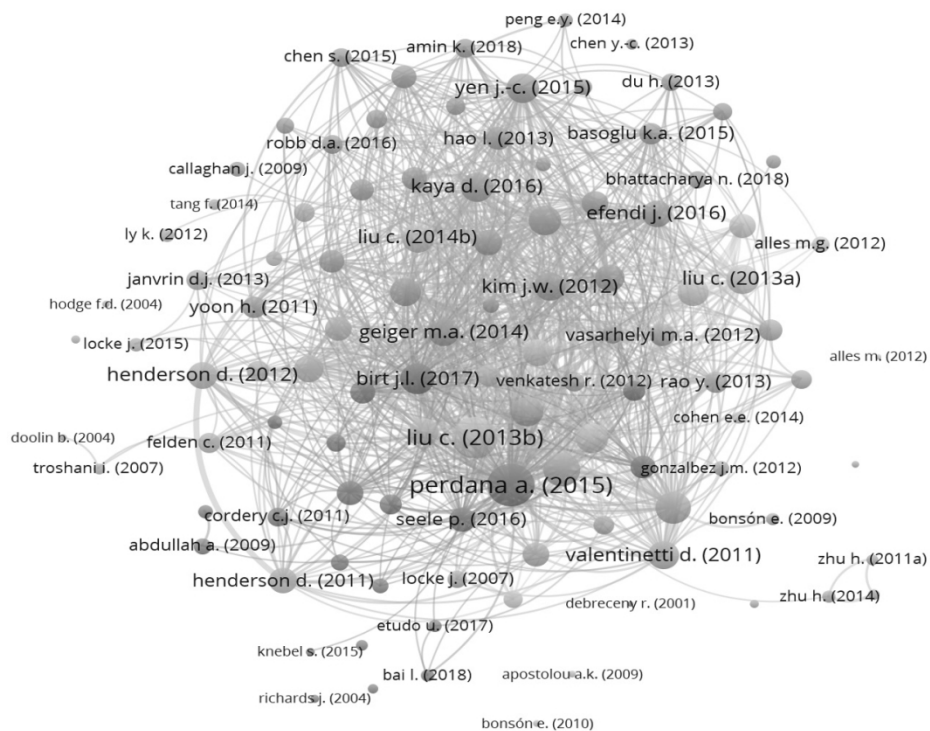 peng e.y. (2014)
chen y.-c. (2013)
chen s. (2015)
amin k. (2018)
yen j.-c. (2015)
du h. (2013)
robb d.a. (2016)
hao l. (2013)
basoglu k.a. (2015)
callaghan j. (2009)
kaya d. (2016)
bhattacharya n. (2018)
tang f. (2014)
efendi j. (2016)
ly k. (2012)
liu c. (2014b)
alles m.g. (2012)
janvrin d.j. (2013)
kim j.w. (2012)
liu c. (2013a)
hodge f.d. (2004)
yoon h. (2011)
geiger m.a. (2014)
vasarhelyi m.a. (2012)
locke j. (2015)
alles m. (2012)
henderson d. (2012)
birt j.l. (2017)
venkatesh r. (2012)
rao y. (2013)
cohen e.e. (2014)
doolin b. (2004)
felden c. (2011)
liu c. (2013b)
troshani i. (2007)
gonzalbez j.m. (2012)
perdana a. (2015)
cordery c.j. (2011)
seele p. (2016)
bonsón e. (2009)
abdullah a. (2009)
valentinetti d. (2011)
zhu h. (2011a)
henderson d. (2011)
locke j. (2007)
zhu h. (2014)
debreceny r. (2001)
etudo u. (2017)
knebel s. (2015)
bai l. (2018)
apostolou a.k. (2009)
richards j. (2004)
bonsón e. (2010)